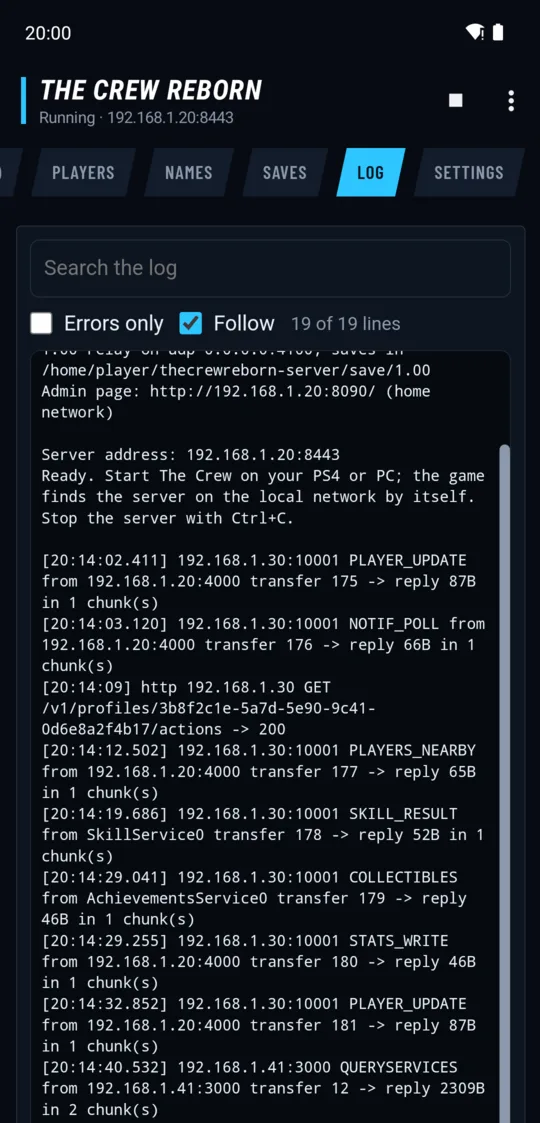 20:00
THE CREW REBORN
Running · 192.168.1.20:8443
PLAYERS
NAMES
SAVES
LOG
SETTINGS
Search the log
Errors only
Follow
19 of 19 lines
1.00 relay on udp 0.0.0.0:4100, saves in
/home/player/thecrewreborn-server/save/1.00
Admin page: http://192.168.1.20:8090/ (home
network)
Server address: 192.168.1.20:8443
Ready. Start The Crew on your PS4 or PC; the game
finds the server on the local network by itself.
Stop the server with Ctrl+C.
[20:14:02.411] 192.168.1.30:10001 PLAYER_UPDATE
from 192.168.1.20:4000 transfer 175 -> reply 87B
in 1 chunk(s)
[20:14:03.120] 192.168.1.30:10001 NOTIF_POLL from
192.168.1.20:4000 transfer 176 -> reply 66B in 1
chunk(s)
[20:14:09] http 192.168.1.30 GET
/v1/profiles/3b8f2c1e-5a7d-5e90-9c41-
0d6e8a2f4b17/actions -> 200
[20:14:12.502] 192.168.1.30:10001 PLAYERS_NEARBY
from 192.168.1.20:4000 transfer 177 -> reply 65B
in 1 chunk(s)
[20:14:19.686] 192.168.1.30:10001 SKILL_RESULT
from SkillService0 transfer 178 -> reply 52B in 1
chunk(s)
[20:14:29.041] 192.168.1.30:10001 COLLECTIBLES
from AchievementsService0 transfer 179 -> reply
46B in 1 chunk(s)
[20:14:29.255] 192.168.1.30:10001 STATS_WRITE
from 192.168.1.20:4000 transfer 180 -> reply 46B
in 1 chunk(s)
[20:14:32.852] 192.168.1.30:10001 PLAYER_UPDATE
from 192.168.1.20:4000 transfer 181 -> reply 87B
in 1 chunk(s)
[20:14:40.532] 192.168.1.41:3000 QUERYSERVICES
from 192.168.1.41:3000 transfer 12 -> reply 2309B
in 2 chunk(s)